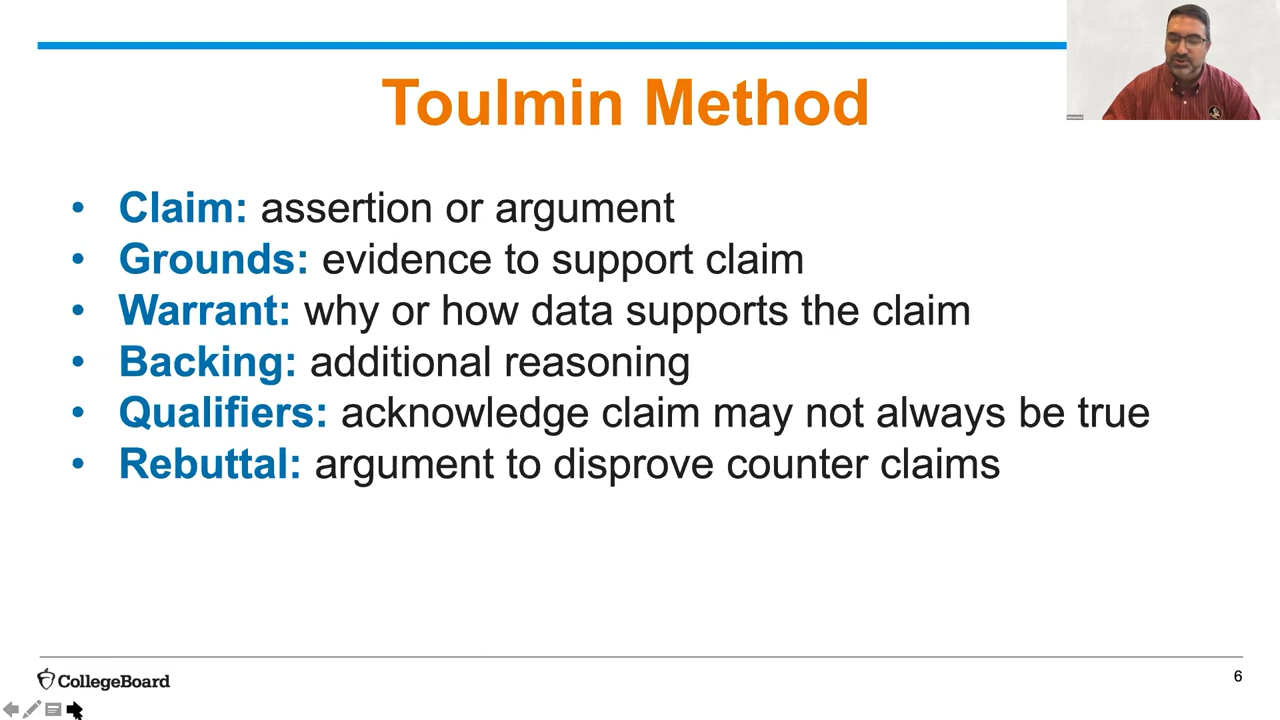 Toulmin Method
• Claim: assertion or argument
• Grounds: evidence to support claim
• Warrant: why or how data supports the claim
• Backing: additional reasoning
• Qualifiers: acknowledge claim may not always be true
• Rebuttal: argument to disprove counter claims
CollegeBoard
6